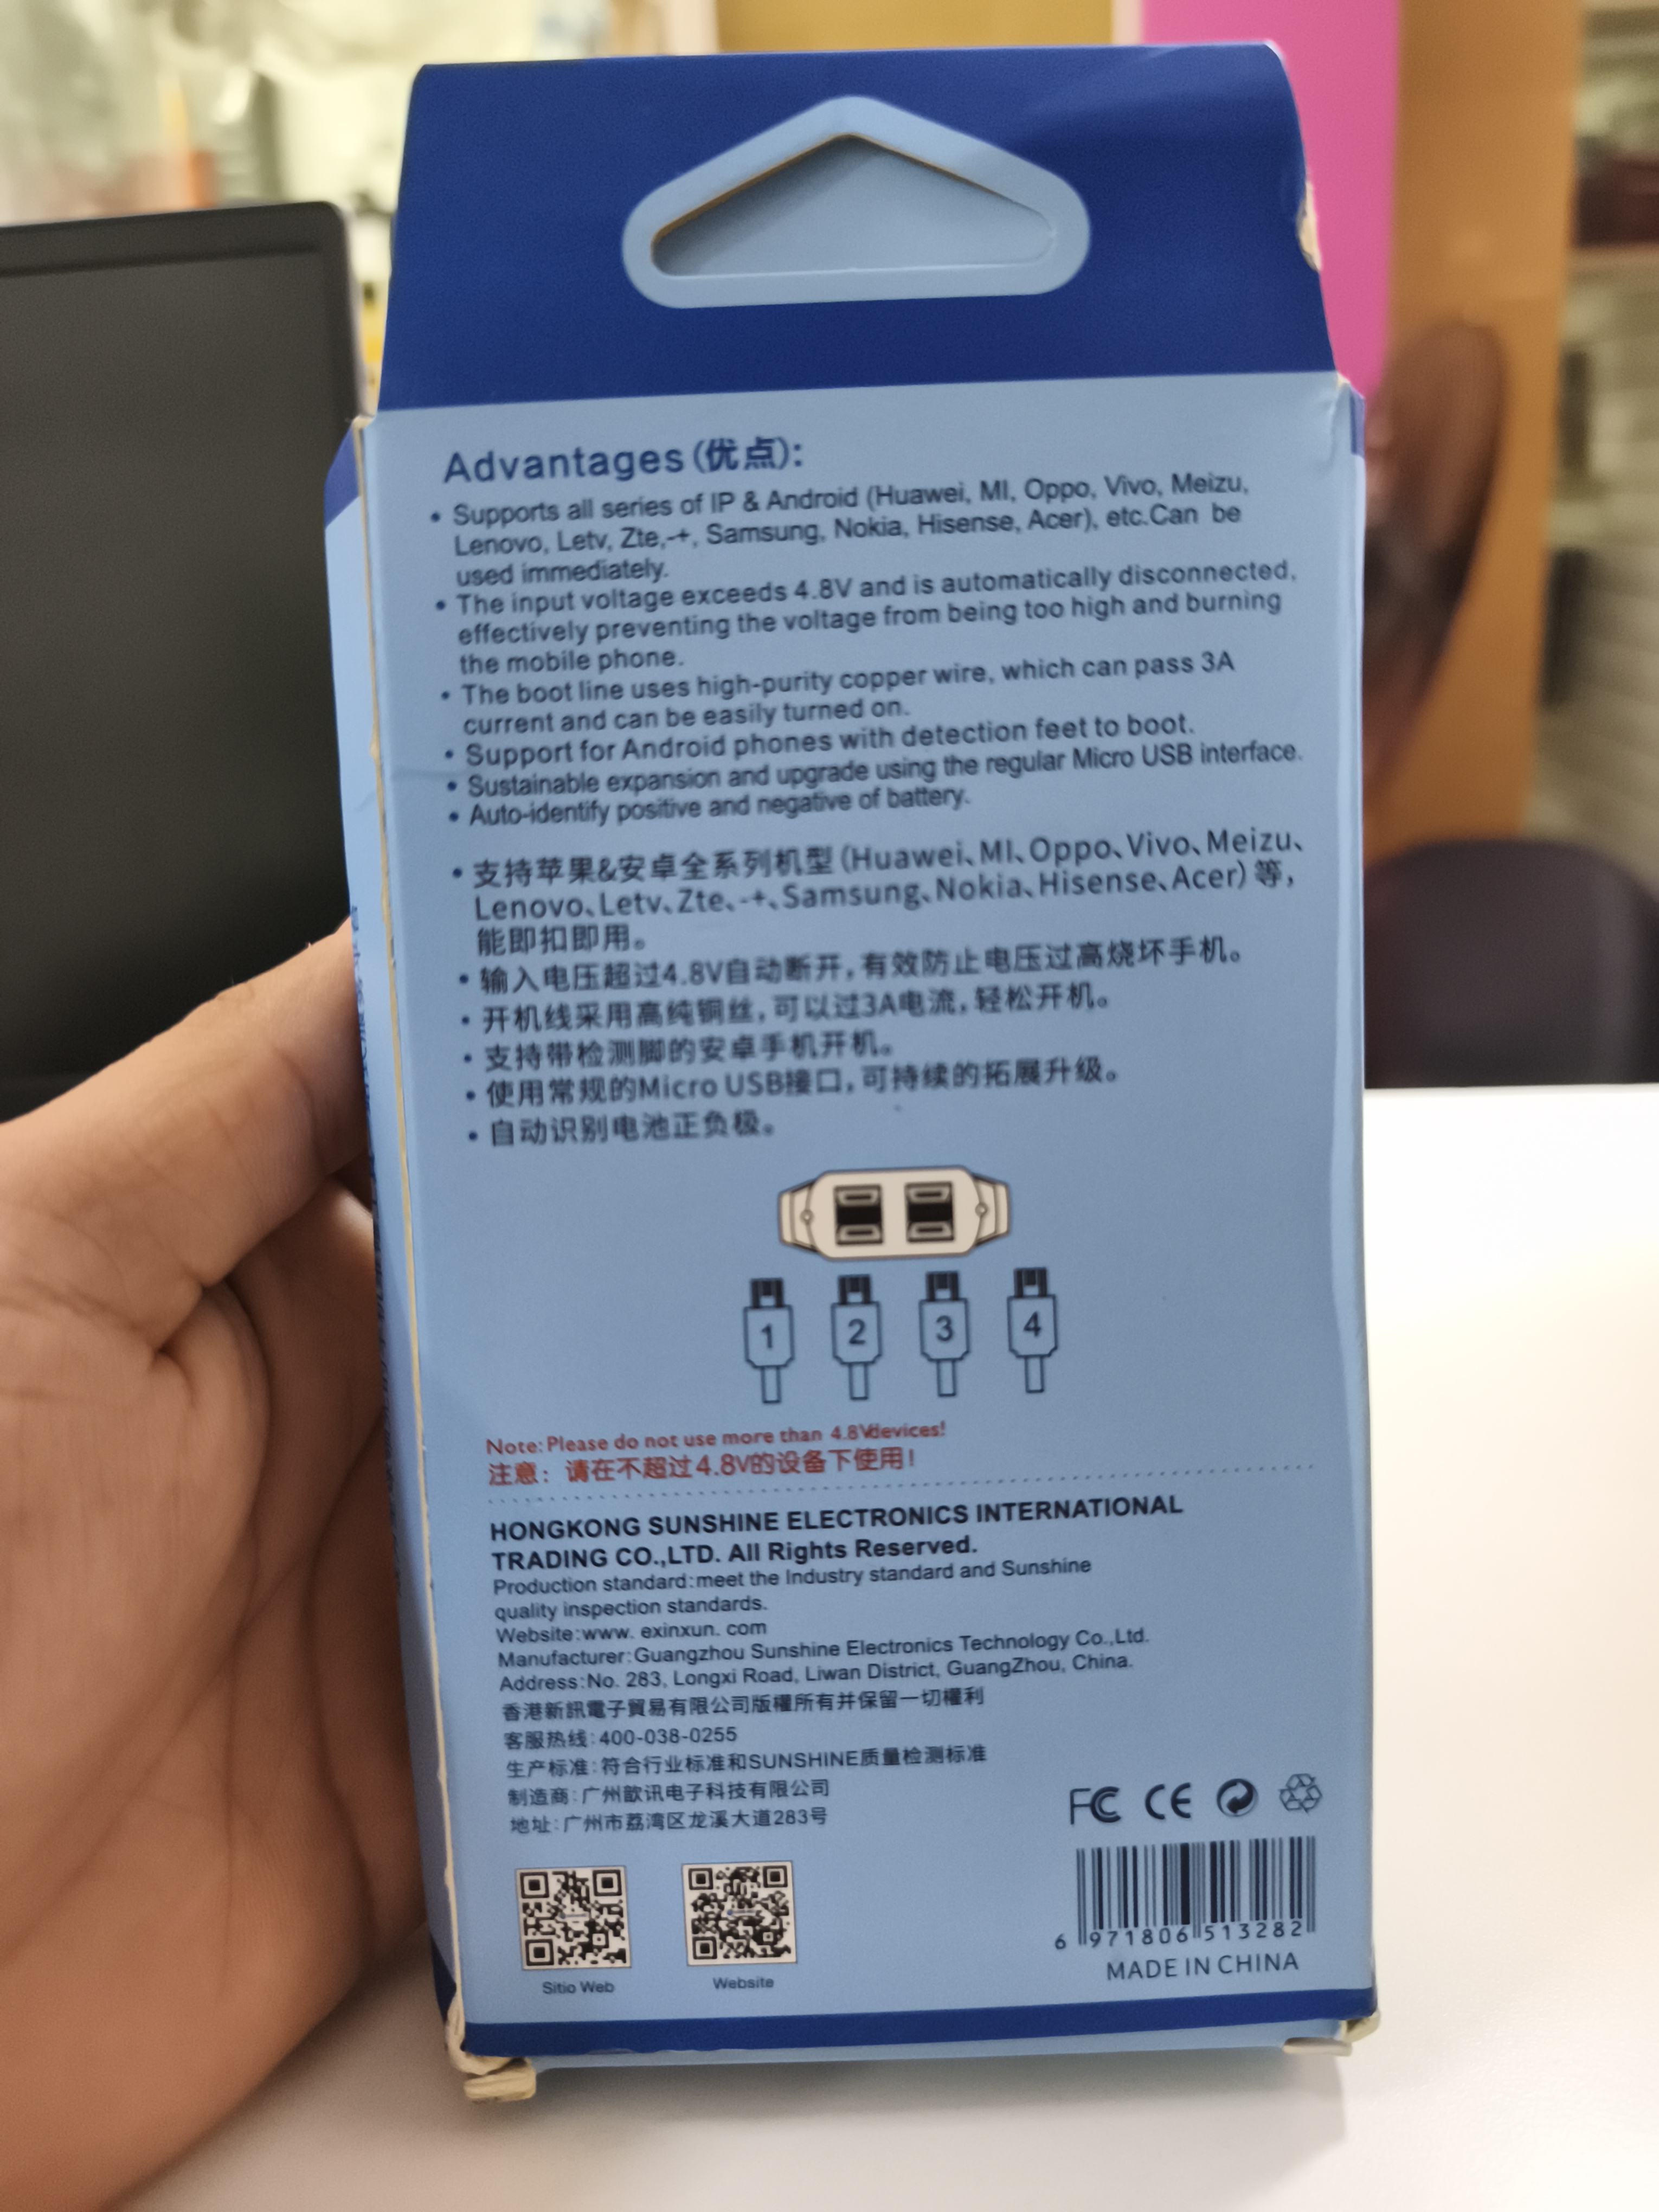 Advantages (优点):
• Supports all series of IP & Android (Huawei, MI, Oppo, Vivo, Meizu,
Lenovo, Letv, Zte,-+, Samsung, Nokia, Hisense, Acer), etc.Can be
used immediately.
• The input voltage exceeds 4.8V and is automatically disconnected,
effectively preventing the voltage from being too high and burning
the mobile phone.
• The boot line uses high-purity copper wire, which can pass 3A
current and can be easily turned on.
• Support for Android phones with detection feet to boot.
• Sustainable expansion and upgrade using the regular Micro USB interface.
• Auto-identify positive and negative of battery.
• 支持苹果&安卓全系列机型(Huawei、MI、Oppo、Vivo、Meizu、
Lenovo、Letv、Zte、-+、Samsung、Nokia、Hisense、Acer)等,
能即扣即用。
• 输入电压超过4.8V自动断开,有效防止电压过高烧坏手机。
• 开机线采用高纯铜丝,可以过3A电流,轻松开机。
• 支持带检测脚的安卓手机开机。
• 使用常规的Micro USB接口,可持续的拓展升级。
• 自动识别电池正负极。
1 2 3 4
Note: Please do not use more than 4.8Vdevices!
注意: 请在不超过4.8V的设备下使用!
HONGKONG SUNSHINE ELECTRONICS INTERNATIONAL
TRADING CO.,LTD. All Rights Reserved.
Production standard:meet the Industry standard and Sunshine
quality inspection standards.
Website:www. exinxun. com
Manufacturer:Guangzhou Sunshine Electronics Technology Co.,Ltd.
Address:No. 283, Longxi Road, Liwan District, GuangZhou, China.
香港新訊電子貿易有限公司版權所有并保留一切權利
客服热线:400-038-0255
生产标准:符合行业标准和SUNSHINE质量检测标准
制造商:广州歆讯电子科技有限公司
地址:广州市荔湾区龙溪大道283号
FC CE
6 971806 513282
MADE IN CHINA
Sitio Web
Website